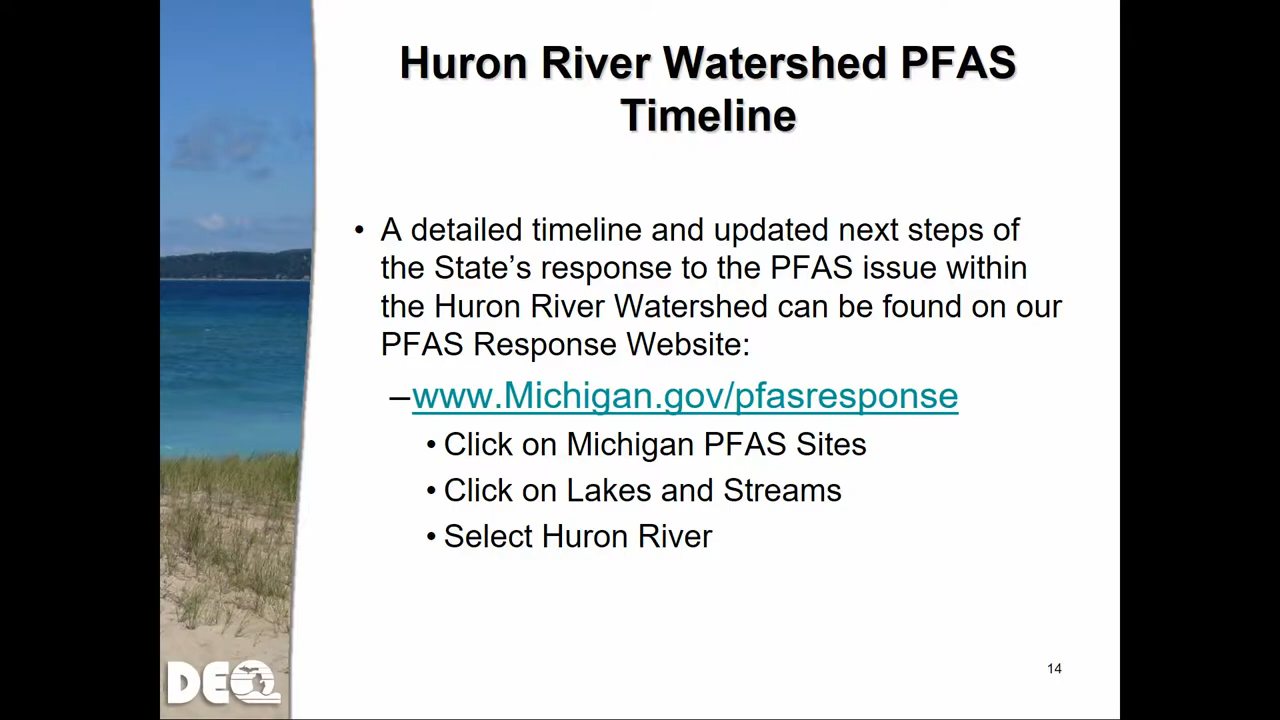 Huron River Watershed PFAS
Timeline
• A detailed timeline and updated next steps of
the State’s response to the PFAS issue within
the Huron River Watershed can be found on our
PFAS Response Website:
–www.Michigan.gov/pfasresponse
• Click on Michigan PFAS Sites
• Click on Lakes and Streams
• Select Huron River
DEQ
14